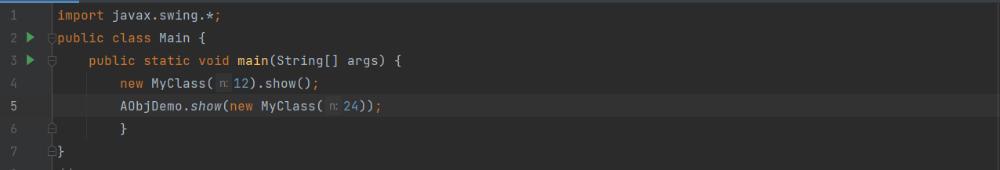 1 import javax.swing.*;
2 public class Main {
3 public static void main(String[] args) {
4 new MyClass( n: 12).show();
5 AObjDemo.show(new MyClass( n: 24));
6 }
7 }